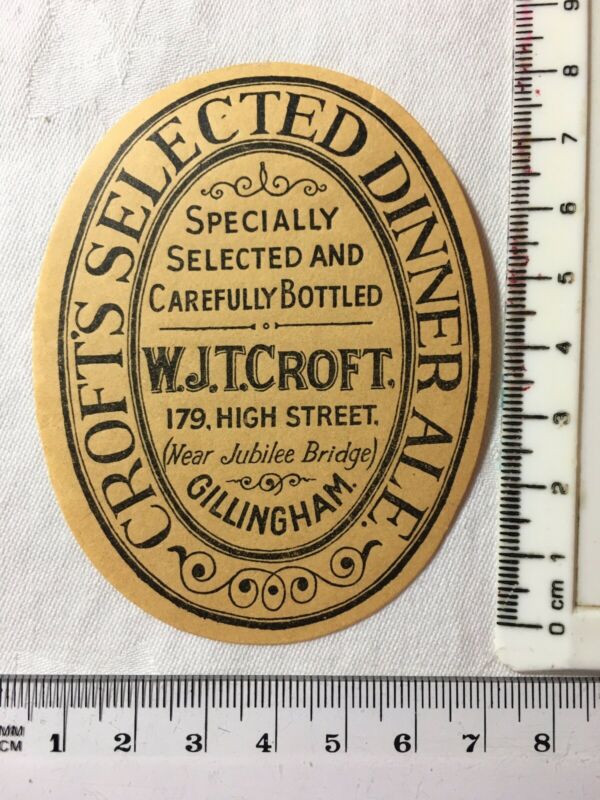 CROFT'S SELECTED DINNER ALE.
SPECIALLY
SELECTED AND
CAREFULLY BOTTLED
W.J.T. CROFT.
179, HIGH STREET,
(Near Jubilee Bridge)
GILLINGHAM.
9
8
7
6
5
4
3
2
1
0 cm
MM
CM 1 2 3 4 5 6 7 8